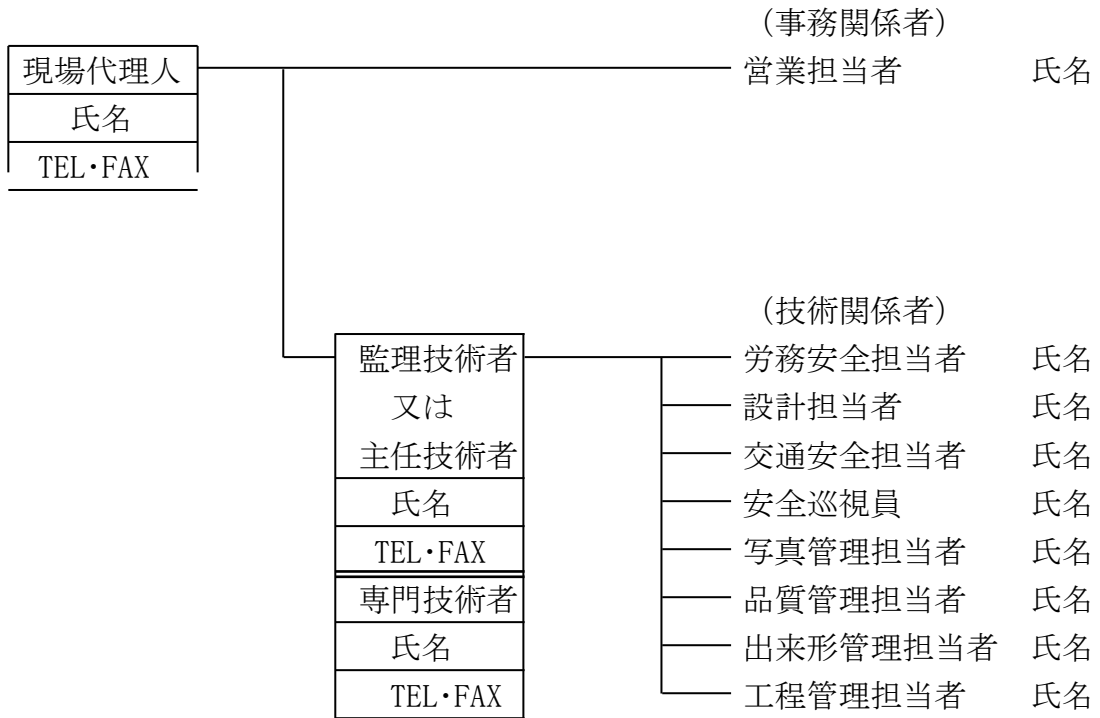 (事務関係者)
現場代理人 営業担当者 氏名
氏名
TEL・FAX
(技術関係者)
監理技術者 労務安全担当者 氏名
又は 設計担当者 氏名
主任技術者 交通安全担当者 氏名
氏名 安全巡視員 氏名
TEL・FAX 写真管理担当者 氏名
専門技術者 品質管理担当者 氏名
氏名 出来形管理担当者 氏名
TEL・FAX 工程管理担当者 氏名